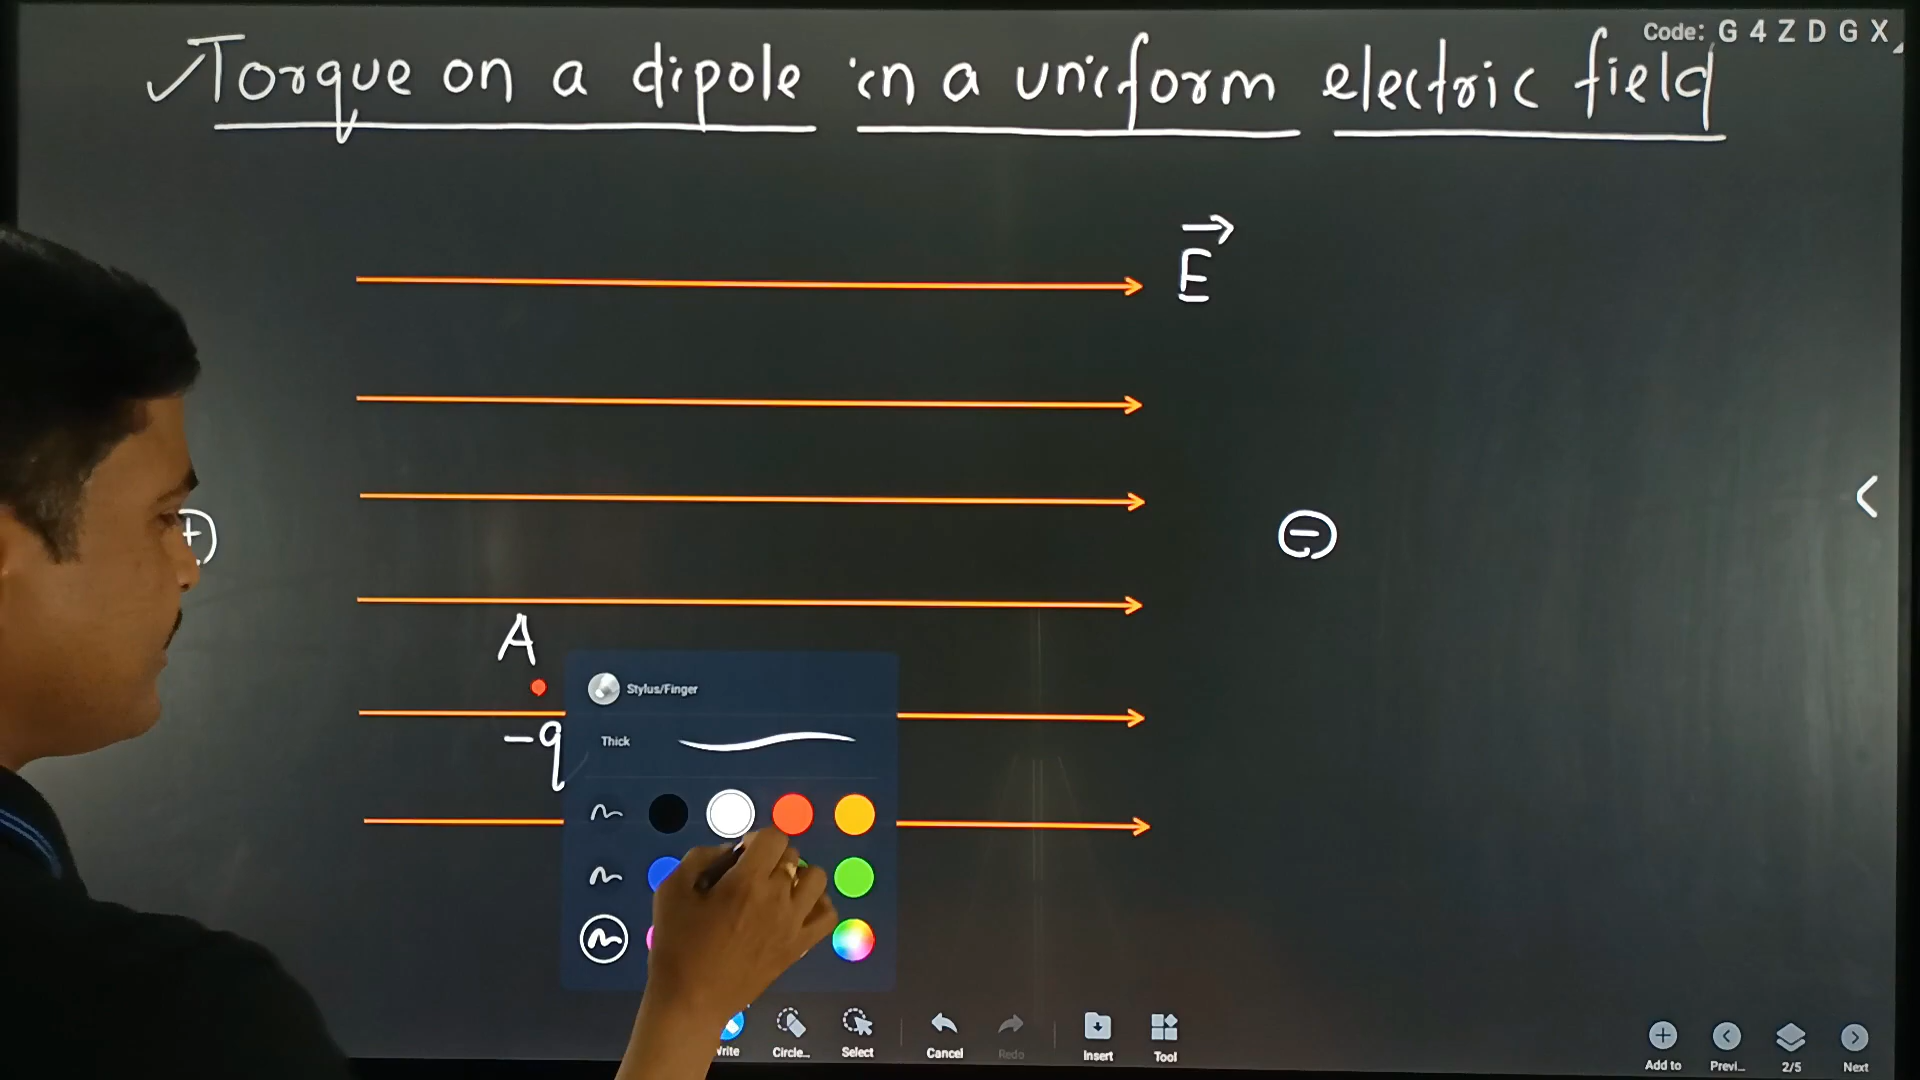 Code: G 4 Z D G X
Torque on a dipole in a uniform electric field
E
+
−
A
Stylus/Finger
-q
Thick
Write
Circle...
Select
Cancel
Redo
Insert
Tool
Add to
Previ...
2/5
Next